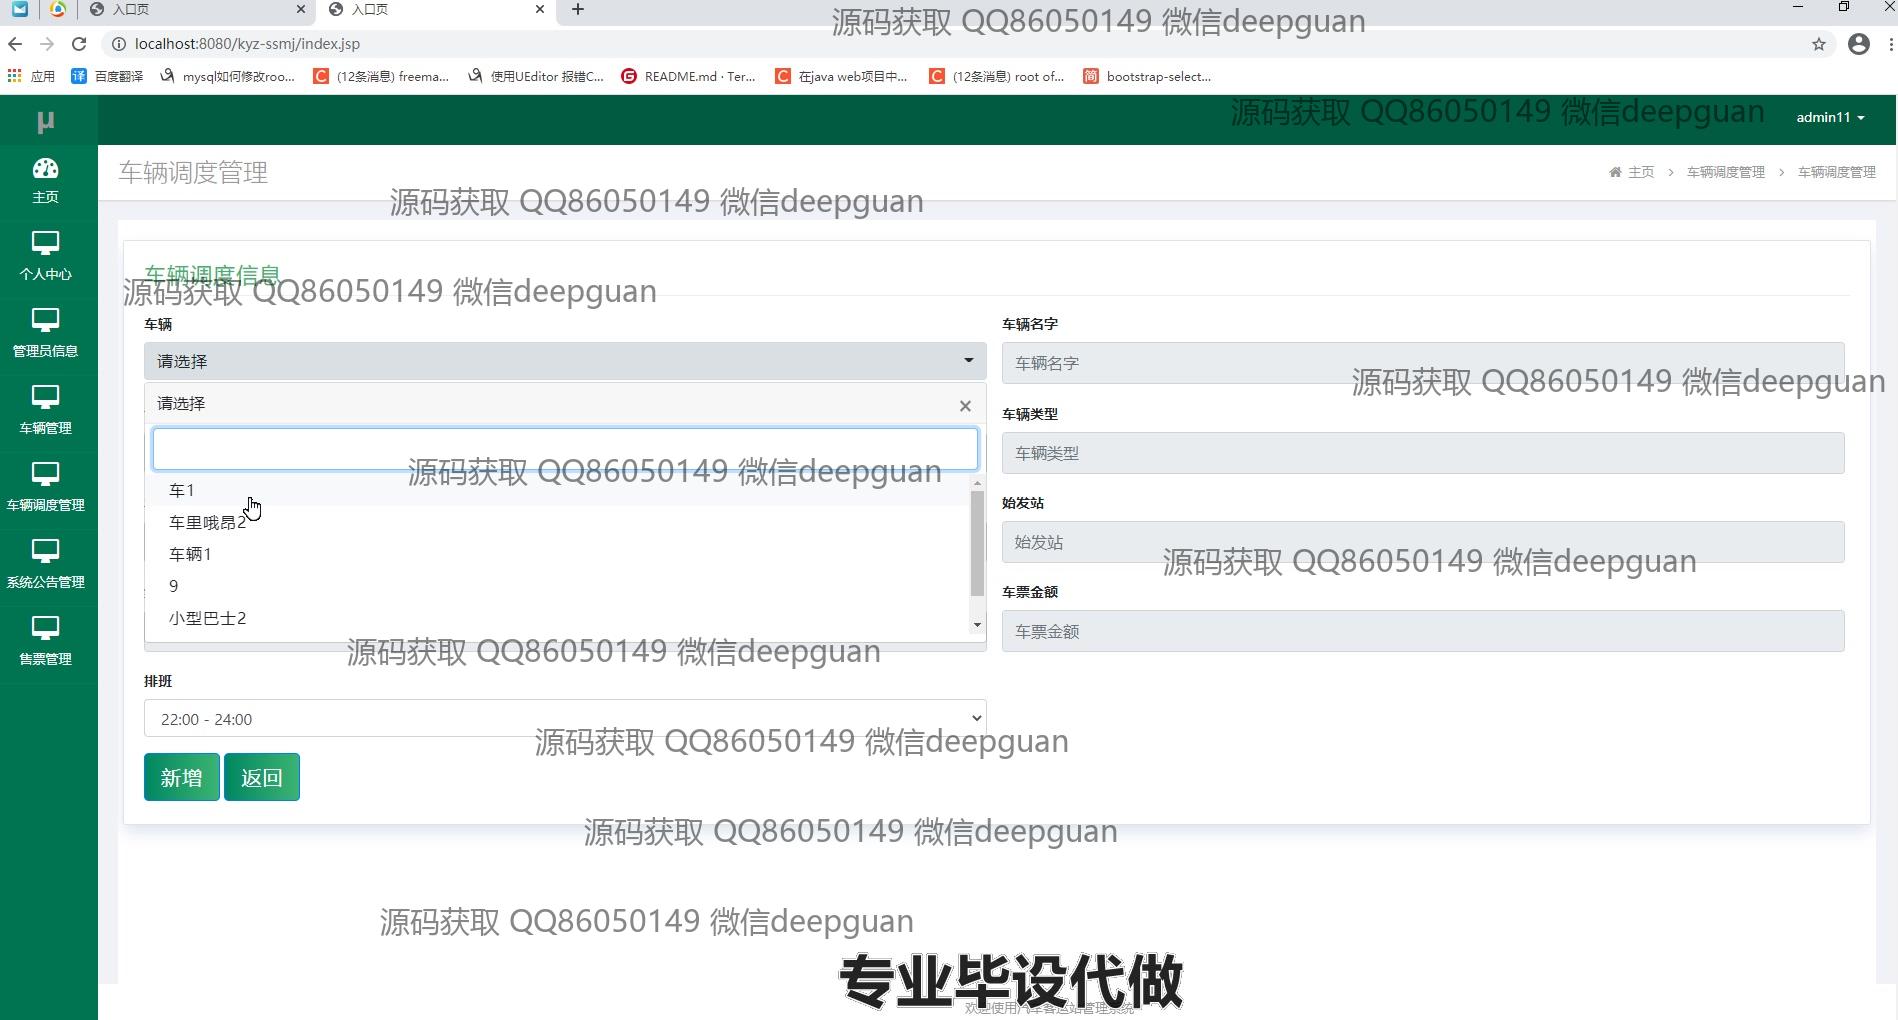 入口页
入口页
源码获取 QQ86050149 微信deepguan
localhost:8080/kyz-ssmj/index.jsp
应用
百度翻译
mysql如何修改roo...
(12条消息) freema...
使用UEditor 报错C...
README.md · Ter...
在java web项目中...
(12条消息) root of...
bootstrap-select...
μ
源码获取 QQ86050149 微信deepguan
admin11
主页
个人中心
管理员信息
车辆管理
车辆调度管理
系统公告管理
售票管理
车辆调度管理
主页 > 车辆调度管理 > 车辆调度管理
源码获取 QQ86050149 微信deepguan
车辆调度信息
源码获取 QQ86050149 微信deepguan
车辆
车辆名字
请选择
车辆名字
源码获取 QQ86050149 微信deepguan
请选择
×
车辆类型
车辆类型
源码获取 QQ86050149 微信deepguan
车1
车里哦昂2
车辆1
9
小型巴士2
始发站
始发站
源码获取 QQ86050149 微信deepguan
车票金额
车票金额
源码获取 QQ86050149 微信deepguan
排班
22:00 - 24:00
源码获取 QQ86050149 微信deepguan
新增
返回
源码获取 QQ86050149 微信deepguan
源码获取 QQ86050149 微信deepguan
专业毕设代做
欢迎使用汽车客运站管理系统